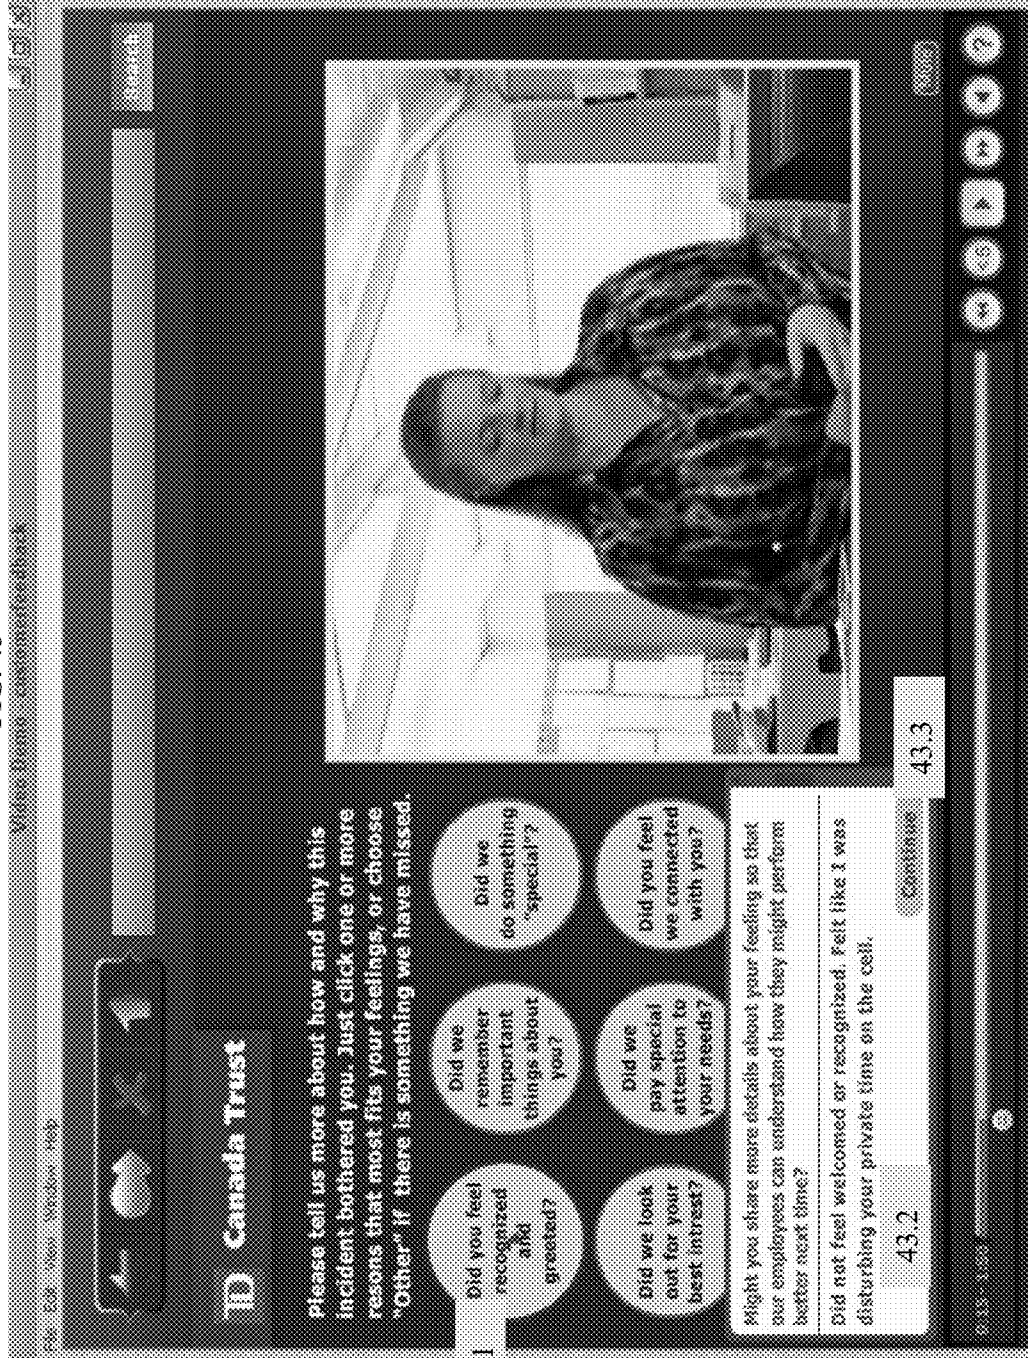 Video Demo - customerfeedback
File Edit View Window Help
Search
TD Canada Trust
Please tell us more about how and why this
incident bothered you. Just click one or more
resons that most fits your feelings, or choose
"Other" if there is something we have missed.
Did you feel
recognized
and
greeted?
Did we
remember
important
things about
you?
Did we
do something
"special"?
Did we look
out for your
best intrest?
Did we
pay special
attention to
your needs?
Did you feel
we connected
with you?
1
Might you share more details about your feeling so that
our employees can understand how they might perform
better next time?
Did not feel welcomed or recognized. Felt like I was
disturbing your private time on the cell.
43.2
Continue
43.3
?